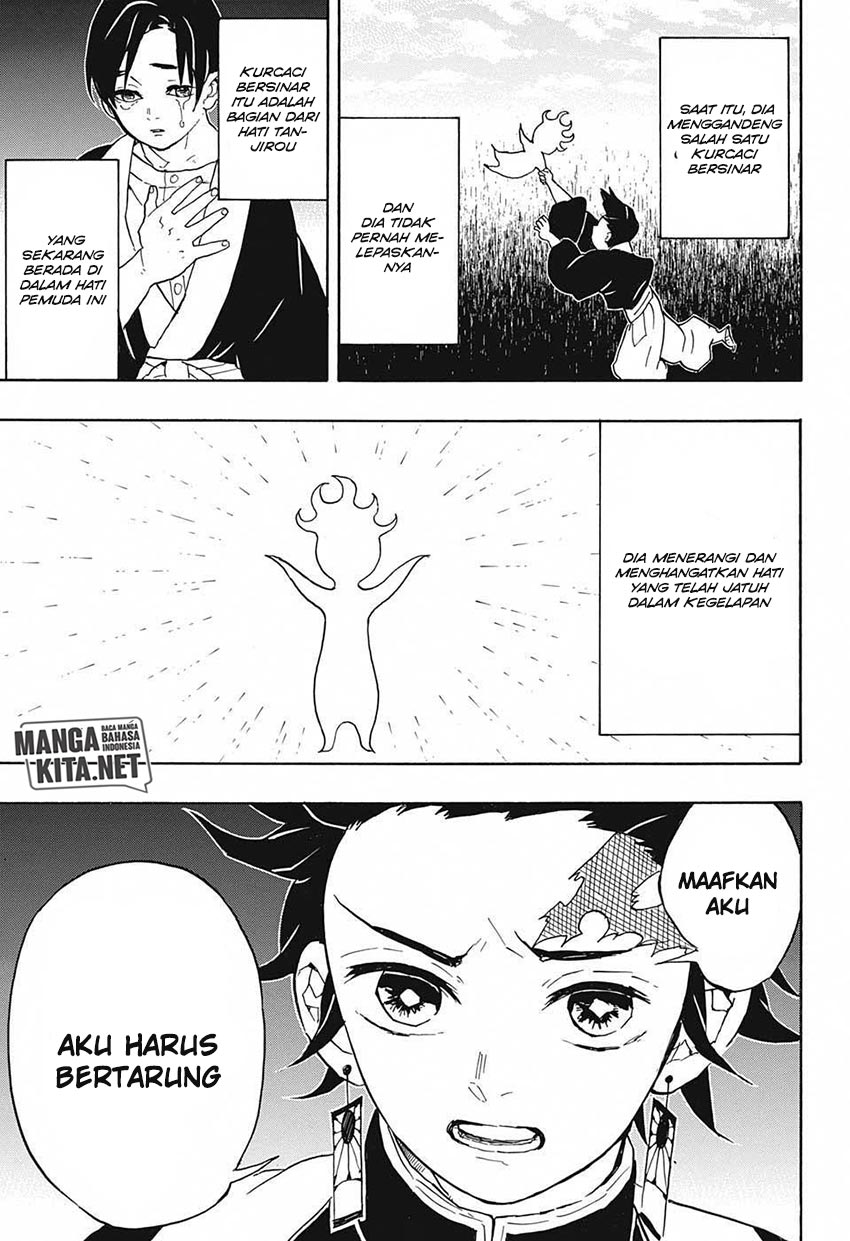 SAAT ITU, DIA
MENGGANDENG
SALAH SATU
KURCACI
BERSINAR
DAN
DIA TIDAK
PERNAH ME-
LEPASKAN-
NYA
KURCACI
BERSINAR
ITU ADALAH
BAGIAN DARI
HATI TAN-
JIROU
YANG
SEKARANG
BERADA DI
DALAM HATI
PEMUDA INI
DIA MENERANGI DAN
MENGHANGATKAN HATI
YANG TELAH JATUH
DALAM KEGELAPAN
MANGA
KITA.NET
BACA MANGA
BAHASA
INDONESIA
MAAFKAN
AKU
AKU HARUS
BERTARUNG